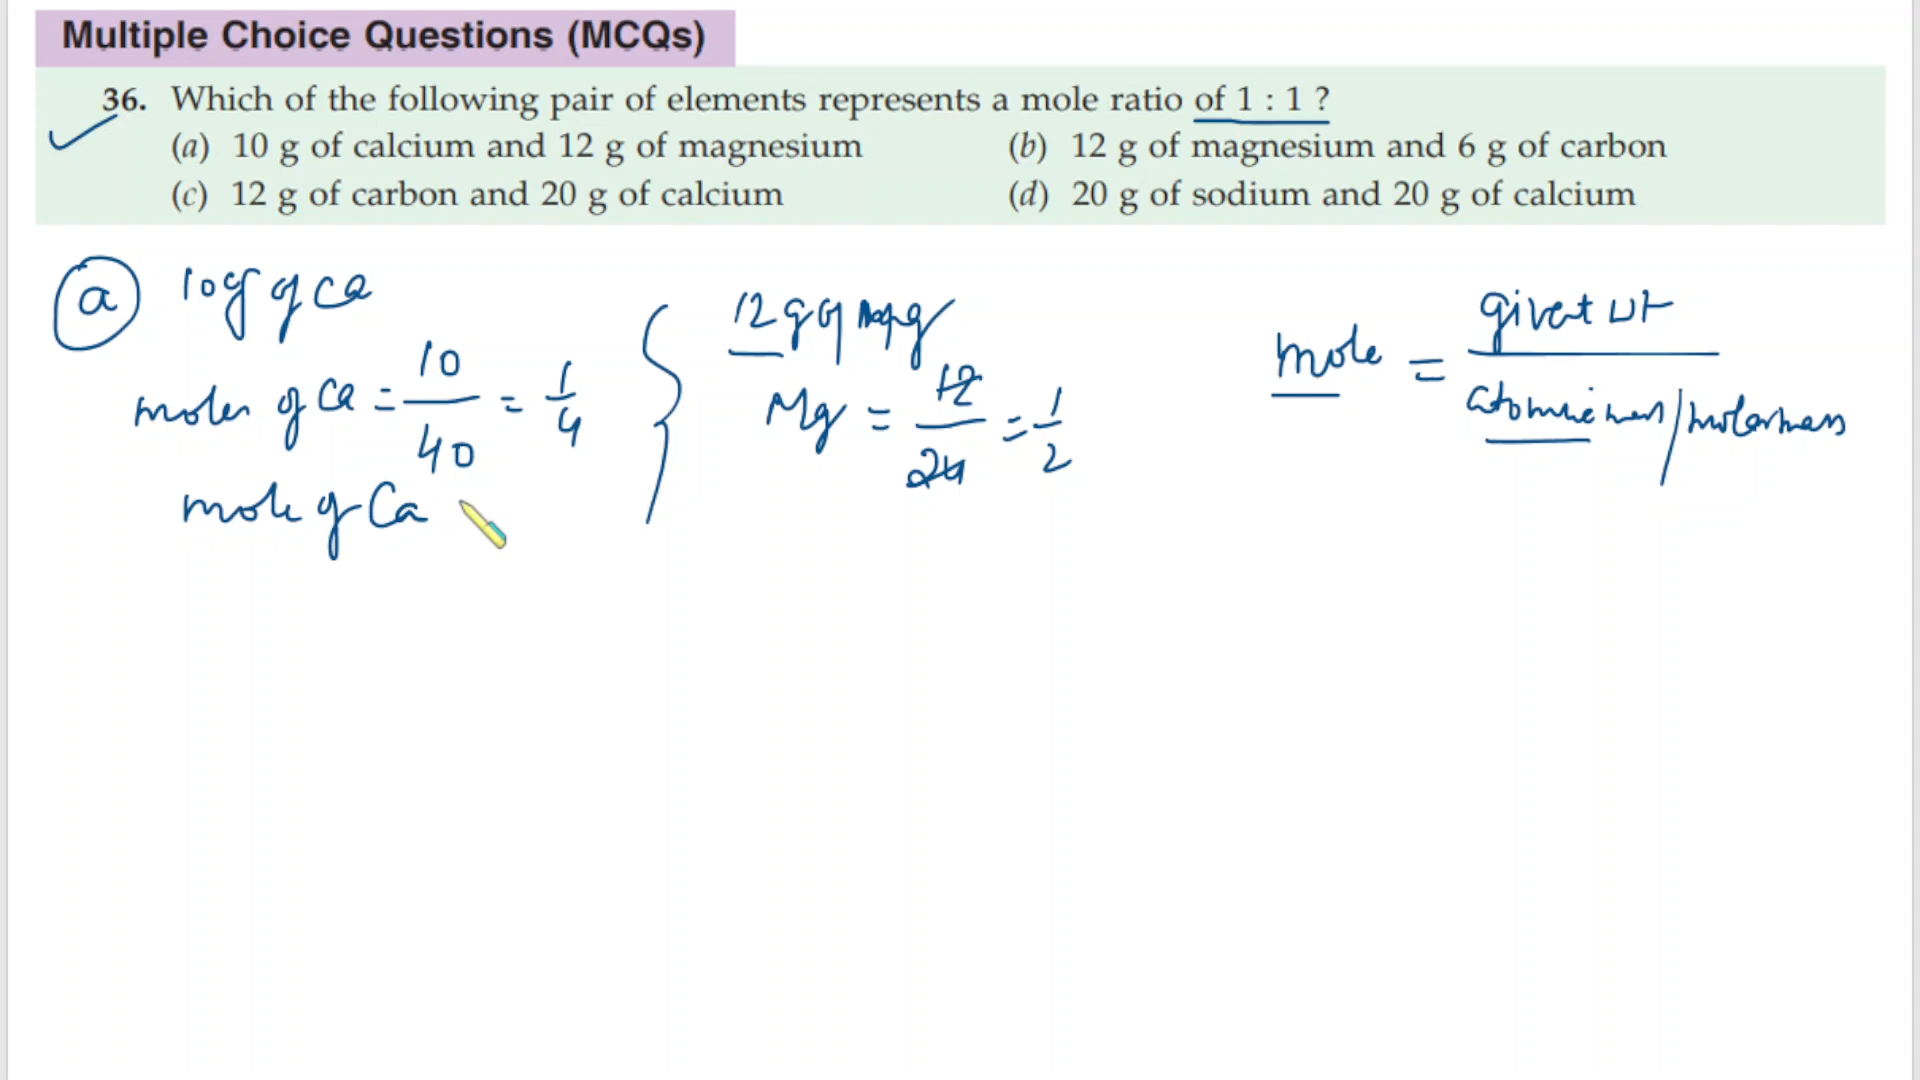 Multiple Choice Questions (MCQs)
36. Which of the following pair of elements represents a mole ratio of 1 : 1 ?
(a) 10 g of calcium and 12 g of magnesium
(b) 12 g of magnesium and 6 g of carbon
(c) 12 g of carbon and 20 g of calcium
(d) 20 g of sodium and 20 g of calcium
a 10g of Ca
moles of Ca = 10/40 = 1/4
mole of Ca
12g of Mg
Mg = 12/24 = 1/2
mole = given wt / atomic mass/molar mass